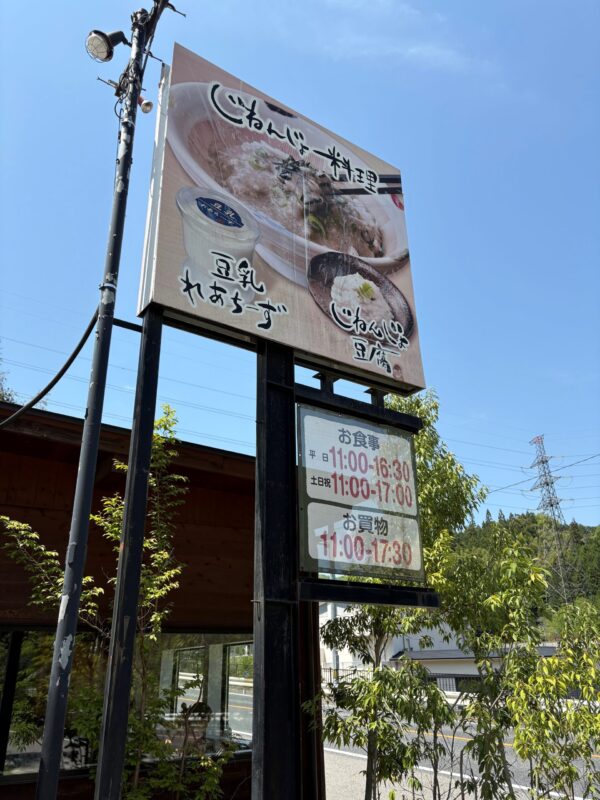 じねんじょ料理
豆乳
れあちーず
じねんじょ
豆腐
お食事
平日 11:00-16:30
土日祝 11:00-17:00
お買物
11:00-17:30